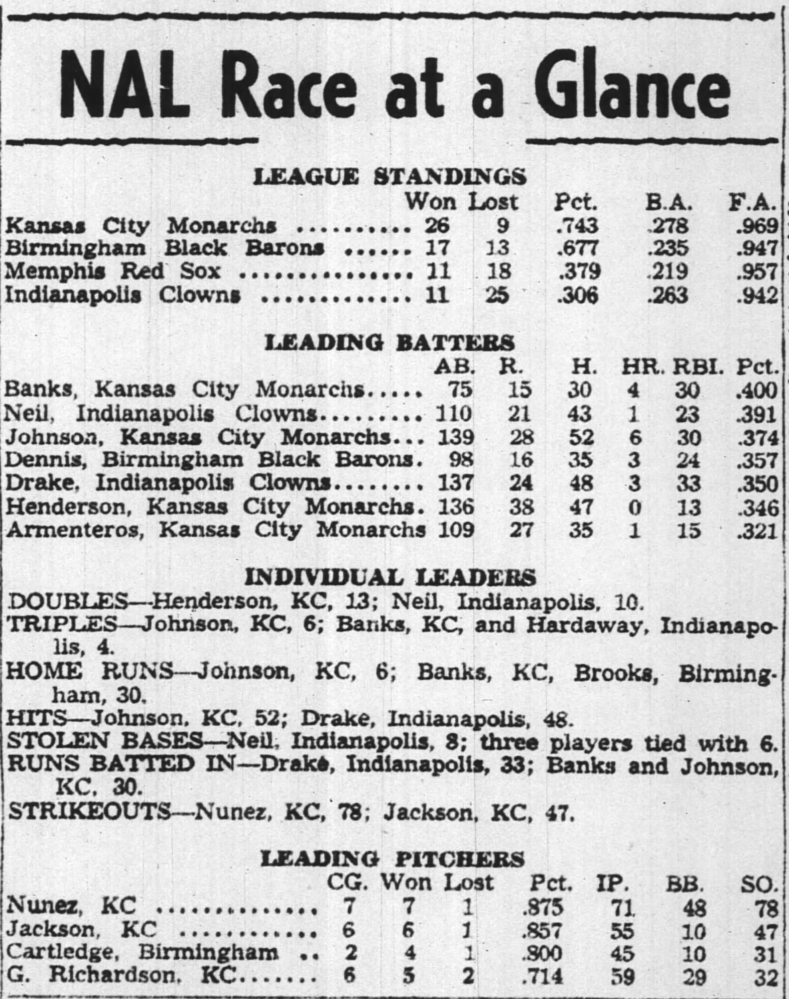 NAL Race at a Glance
LEAGUE STANDINGS
Won Lost Pct. B.A. F.A.
Kansas City Monarchs .......... 26 9 .743 .278 .969
Birmingham Black Barons ...... 17 13 .677 .235 .947
Memphis Red Sox ............... 11 18 .379 .219 .957
Indianapolis Clowns ............. 11 25 .306 .263 .942
LEADING BATTERS
AB. R. H. HR. RBI. Pct.
Banks, Kansas City Monarchs..... 75 15 30 4 30 .400
Neil, Indianapolis Clowns......... 110 21 43 1 23 .391
Johnson, Kansas City Monarchs... 139 28 52 6 30 .374
Dennis, Birmingham Black Barons. 98 16 35 3 24 .357
Drake, Indianapolis Clowns........ 137 24 48 3 33 .350
Henderson, Kansas City Monarchs. 136 38 47 0 13 .346
Armenteros, Kansas City Monarchs 109 27 35 1 15 .321
INDIVIDUAL LEADERS
DOUBLES—Henderson, KC, 13; Neil, Indianapolis, 10.
TRIPLES—Johnson, KC, 6; Banks, KC, and Hardaway, Indianapo-
lis, 4.
HOME RUNS—Johnson, KC, 6; Banks, KC, Brooks, Birming-
ham, 30.
HITS—Johnson, KC, 52; Drake, Indianapolis, 48.
STOLEN BASES—Neil, Indianapolis, 8; three players tied with 6.
RUNS BATTED IN—Drake, Indianapolis, 33; Banks and Johnson,
KC, 30.
STRIKEOUTS—Nunez, KC, 78; Jackson, KC, 47.
LEADING PITCHERS
CG. Won Lost Pct. IP. BB. SO.
Nunez, KC .............. 7 7 1 .875 71 48 78
Jackson, KC ............ 6 6 1 .857 55 10 47
Cartledge, Birmingham .. 2 4 1 .800 45 10 31
G. Richardson, KC....... 6 5 2 .714 59 29 32